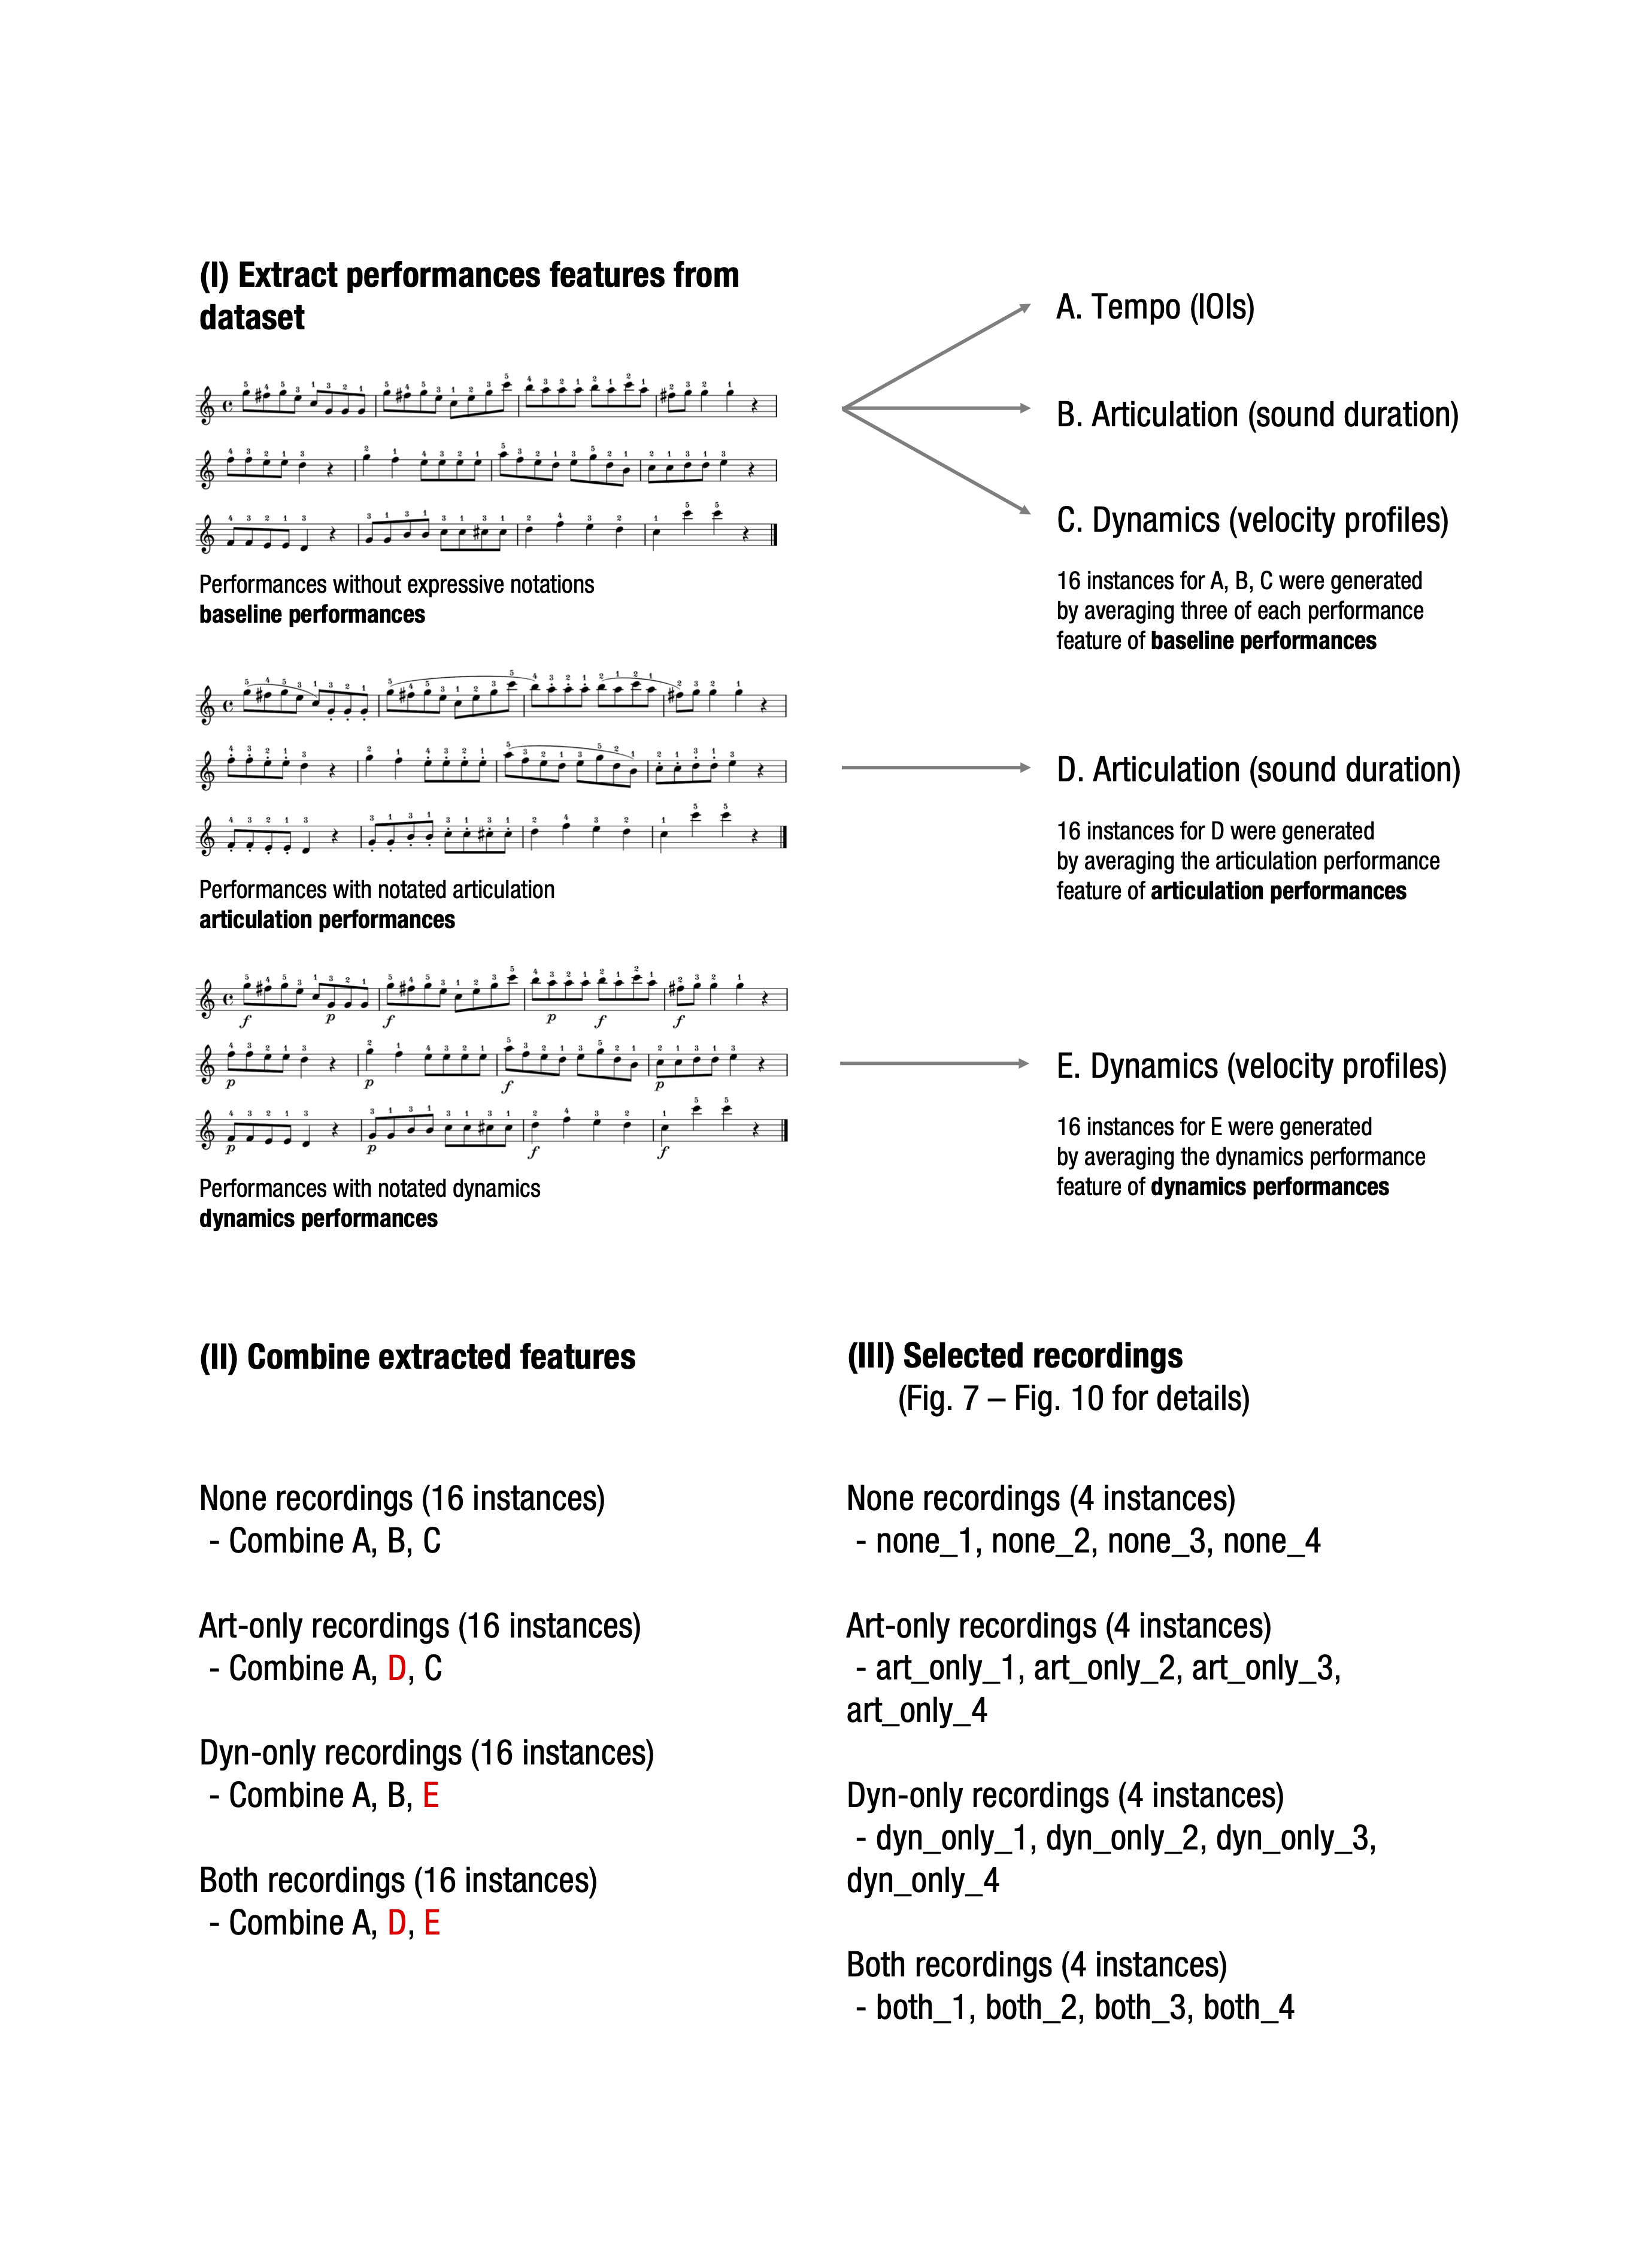 (I) Extract performances features from
dataset
A. Tempo (IOIs)
B. Articulation (sound duration)
C. Dynamics (velocity profiles)
Performances without expressive notations
baseline performances
16 instances for A, B, C were generated
by averaging three of each performance
feature of baseline performances
D. Articulation (sound duration)
16 instances for D were generated
by averaging the articulation performance
feature of articulation performances
Performances with notated articulation
articulation performances
f p f p f f
p p f p
p p f f
E. Dynamics (velocity profiles)
16 instances for E were generated
by averaging the dynamics performance
feature of dynamics performances
Performances with notated dynamics
dynamics performances
(II) Combine extracted features
None recordings (16 instances)
- Combine A, B, C
Art-only recordings (16 instances)
- Combine A, D, C
Dyn-only recordings (16 instances)
- Combine A, B, E
Both recordings (16 instances)
- Combine A, D, E
(III) Selected recordings
(Fig. 7 – Fig. 10 for details)
None recordings (4 instances)
- none_1, none_2, none_3, none_4
Art-only recordings (4 instances)
- art_only_1, art_only_2, art_only_3,
art_only_4
Dyn-only recordings (4 instances)
- dyn_only_1, dyn_only_2, dyn_only_3,
dyn_only_4
Both recordings (4 instances)
- both_1, both_2, both_3, both_4